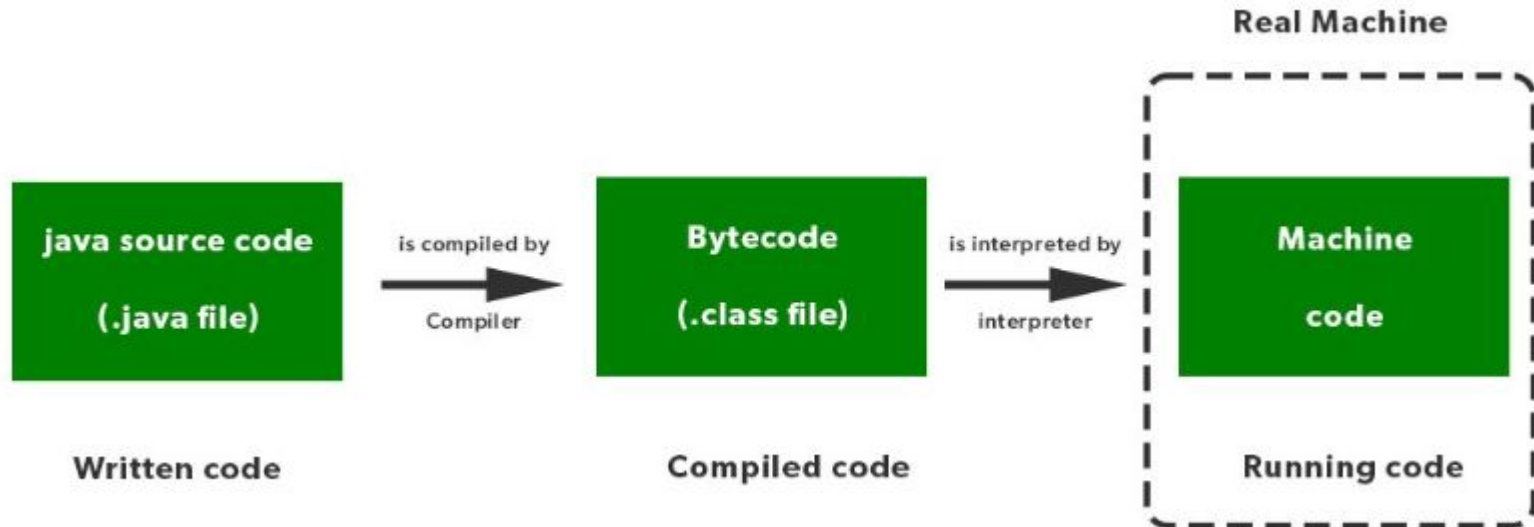 Real Machine
java source code
(.java file)
is compiled by
Compiler
Bytecode
(.class file)
is interpreted by
interpreter
Machine
code
Written code
Compiled code
Running code